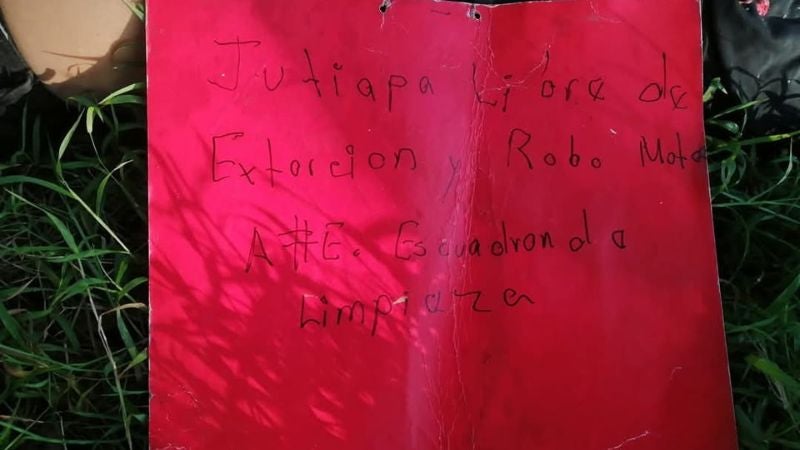 Jutiapa Libre de
Extorcion y Robo Moto
A#E. Escuadron de
Limpieza